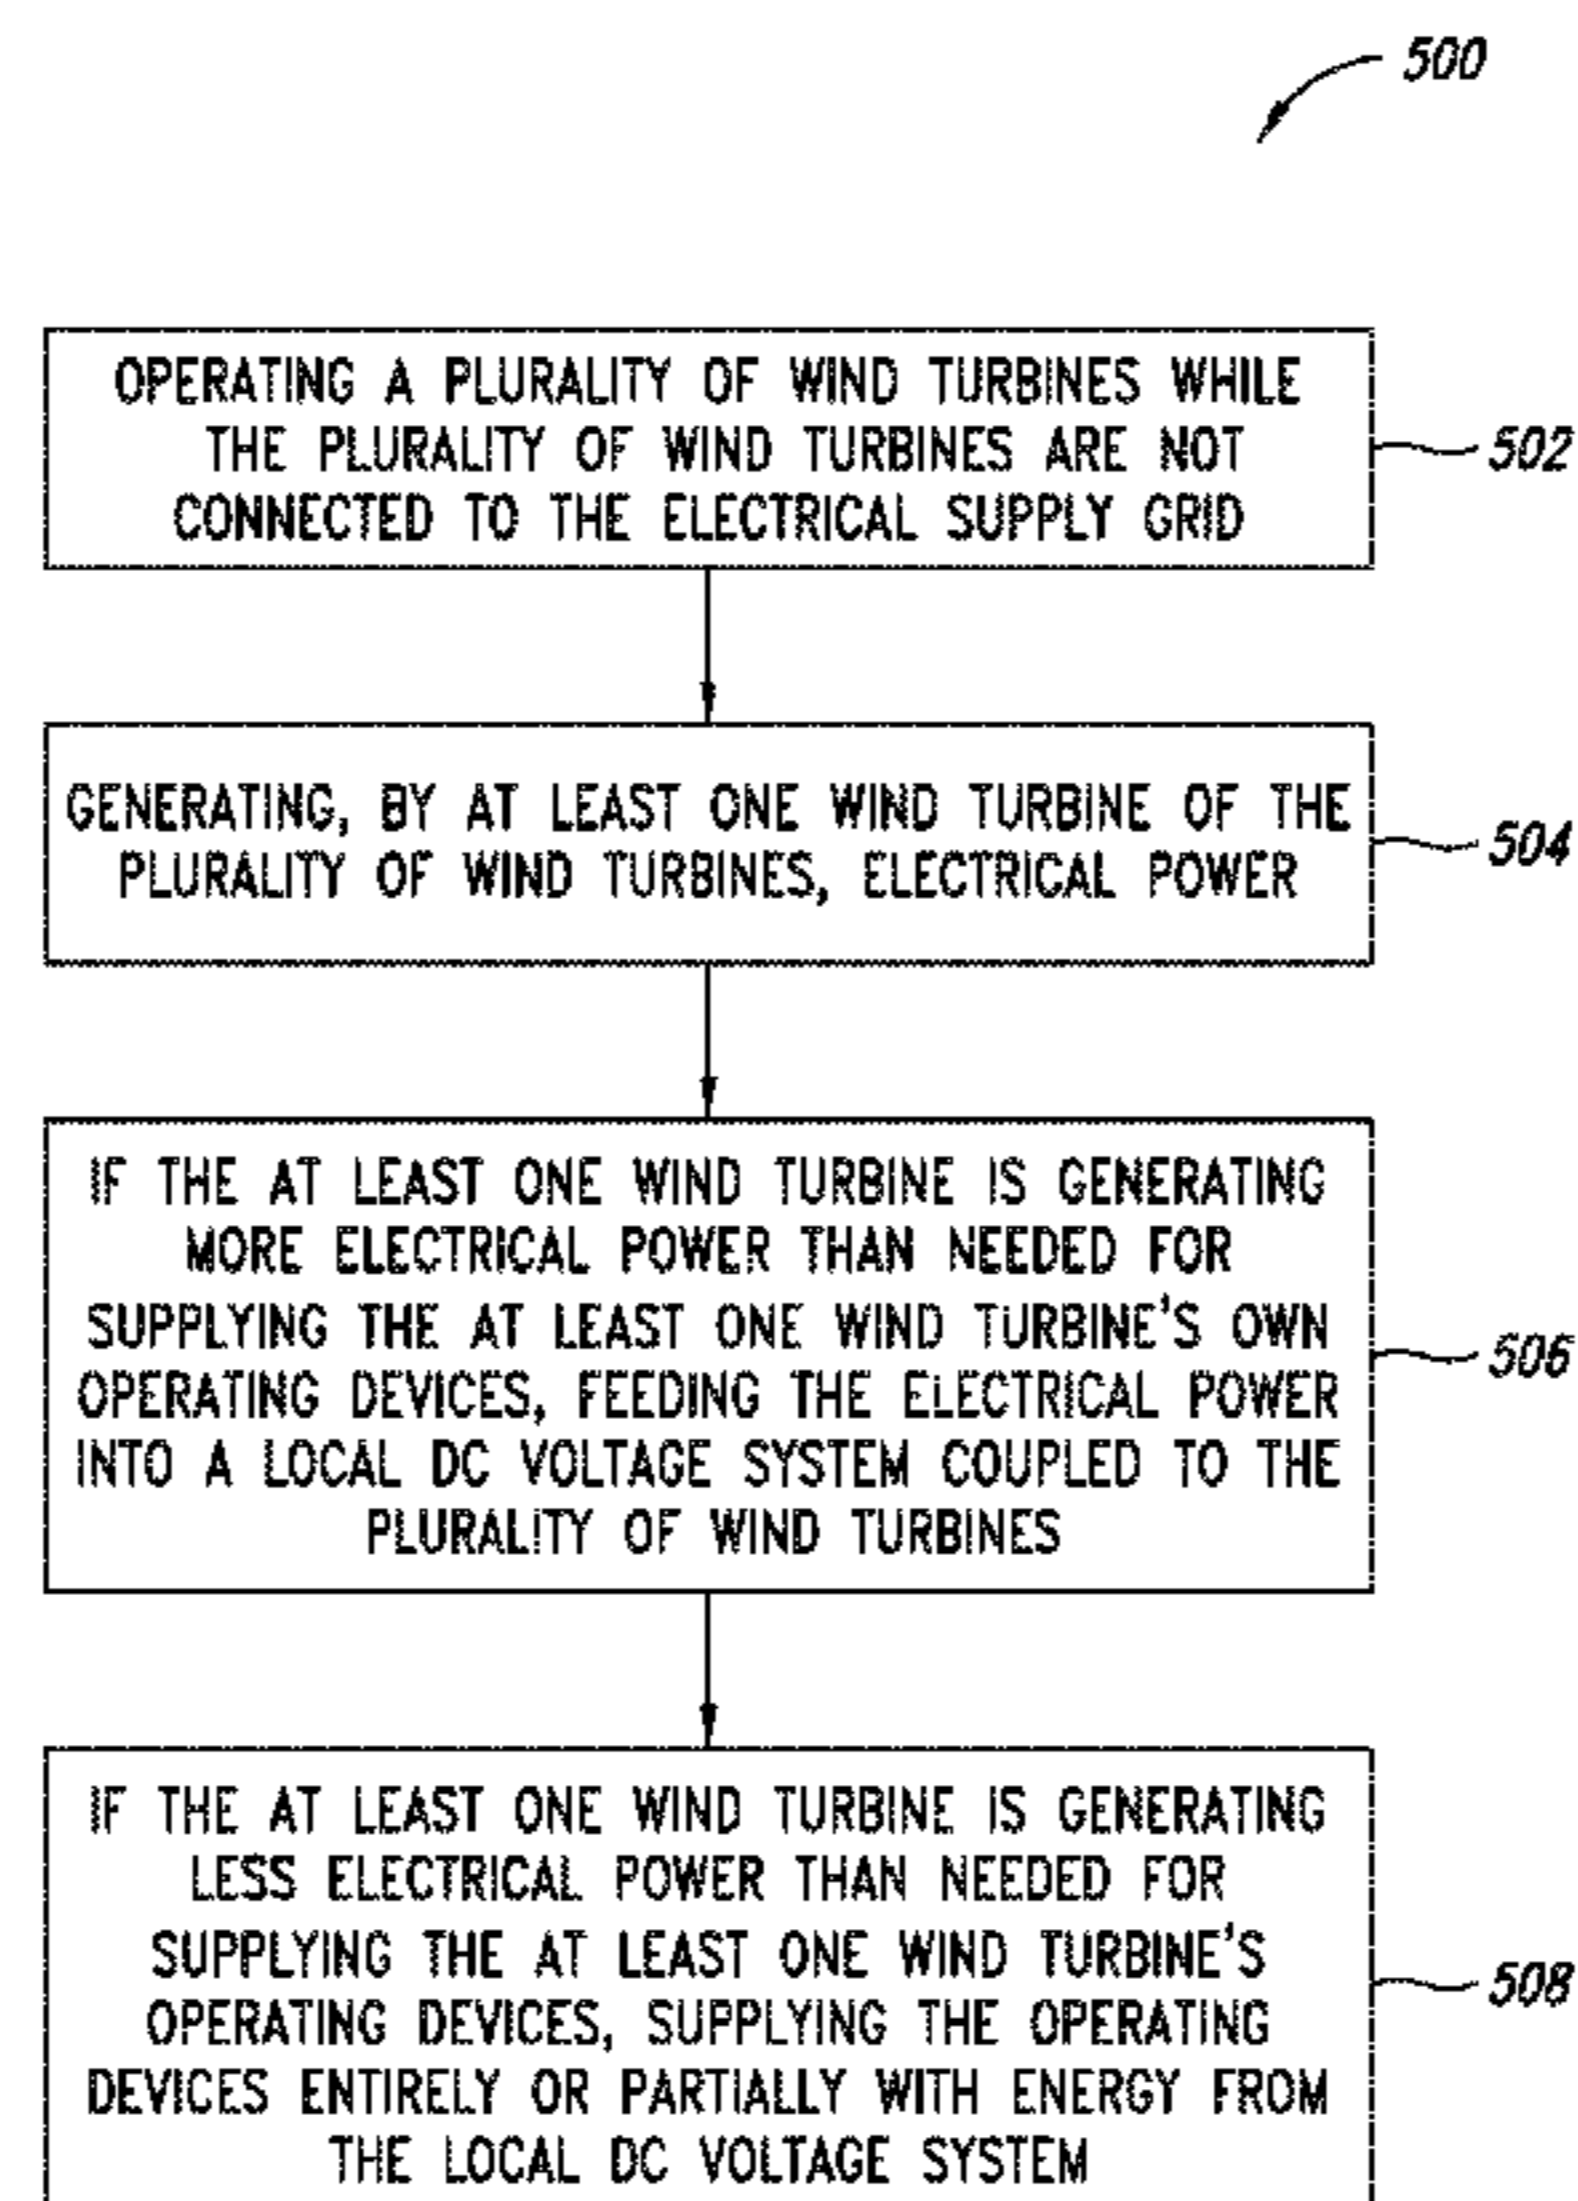 500
OPERATING A PLURALITY OF WIND TURBINES WHILE
THE PLURALITY OF WIND TURBINES ARE NOT
CONNECTED TO THE ELECTRICAL SUPPLY GRID
502
GENERATING, BY AT LEAST ONE WIND TURBINE OF THE
PLURALITY OF WIND TURBINES, ELECTRICAL POWER
504
IF THE AT LEAST ONE WIND TURBINE IS GENERATING
MORE ELECTRICAL POWER THAN NEEDED FOR
SUPPLYING THE AT LEAST ONE WIND TURBINE'S OWN
OPERATING DEVICES, FEEDING THE ELECTRICAL POWER
INTO A LOCAL DC VOLTAGE SYSTEM COUPLED TO THE
PLURALITY OF WIND TURBINES
506
IF THE AT LEAST ONE WIND TURBINE IS GENERATING
LESS ELECTRICAL POWER THAN NEEDED FOR
SUPPLYING THE AT LEAST ONE WIND TURBINE'S
OPERATING DEVICES, SUPPLYING THE OPERATING
DEVICES ENTIRELY OR PARTIALLY WITH ENERGY FROM
THE LOCAL DC VOLTAGE SYSTEM
508